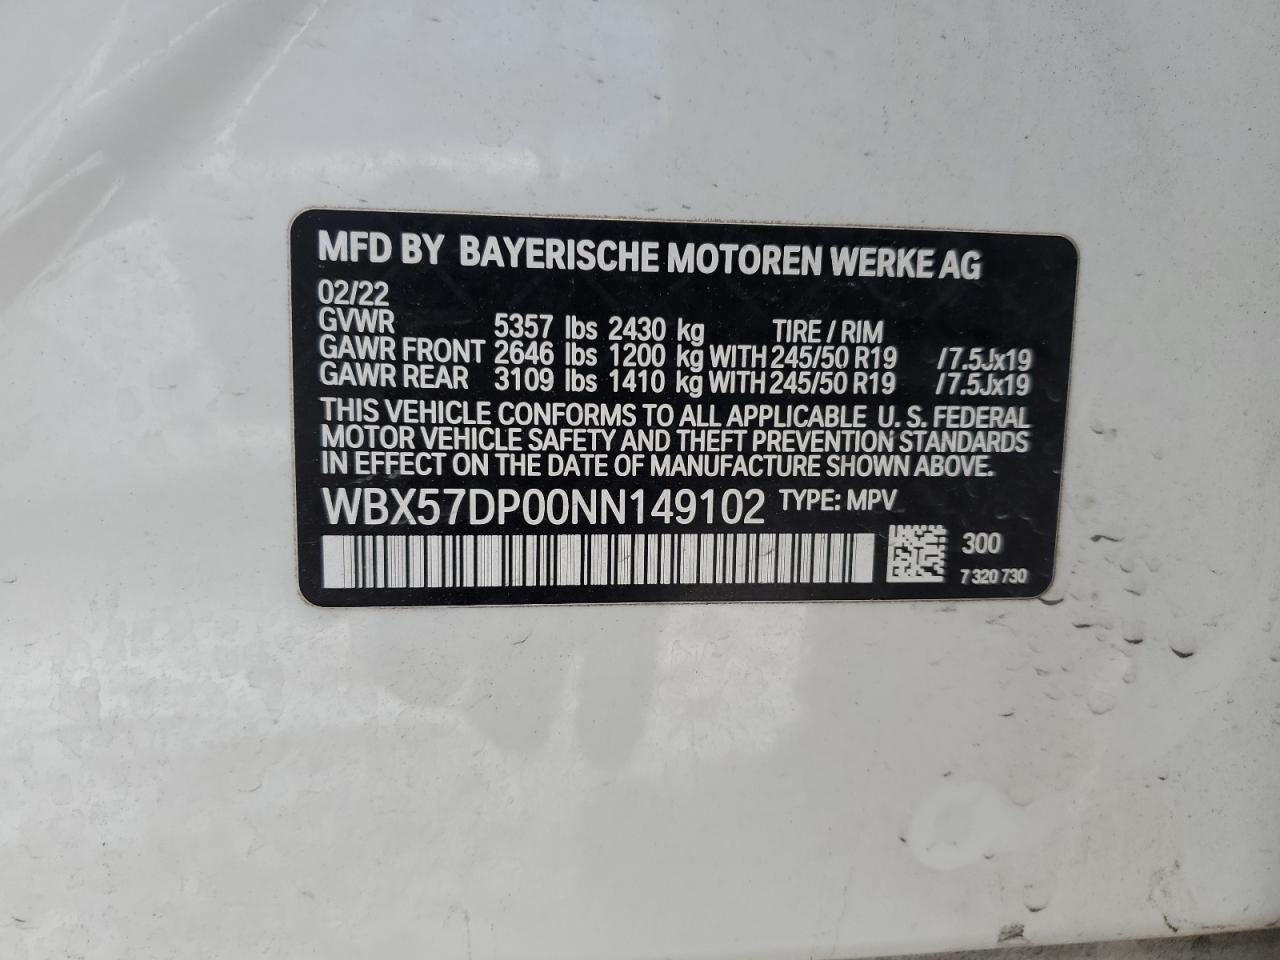 MFD BY BAYERISCHE MOTOREN WERKE AG
02/22
GVWR 5357 lbs 2430 kg TIRE / RIM
GAWR FRONT 2646 lbs 1200 kg WITH 245/50 R19 /7.5Jx19
GAWR REAR 3109 lbs 1410 kg WITH 245/50 R19 /7.5Jx19
THIS VEHICLE CONFORMS TO ALL APPLICABLE U. S. FEDERAL
MOTOR VEHICLE SAFETY AND THEFT PREVENTION STANDARDS
IN EFFECT ON THE DATE OF MANUFACTURE SHOWN ABOVE.
WBX57DP00NN149102 TYPE: MPV
300
7 320 730